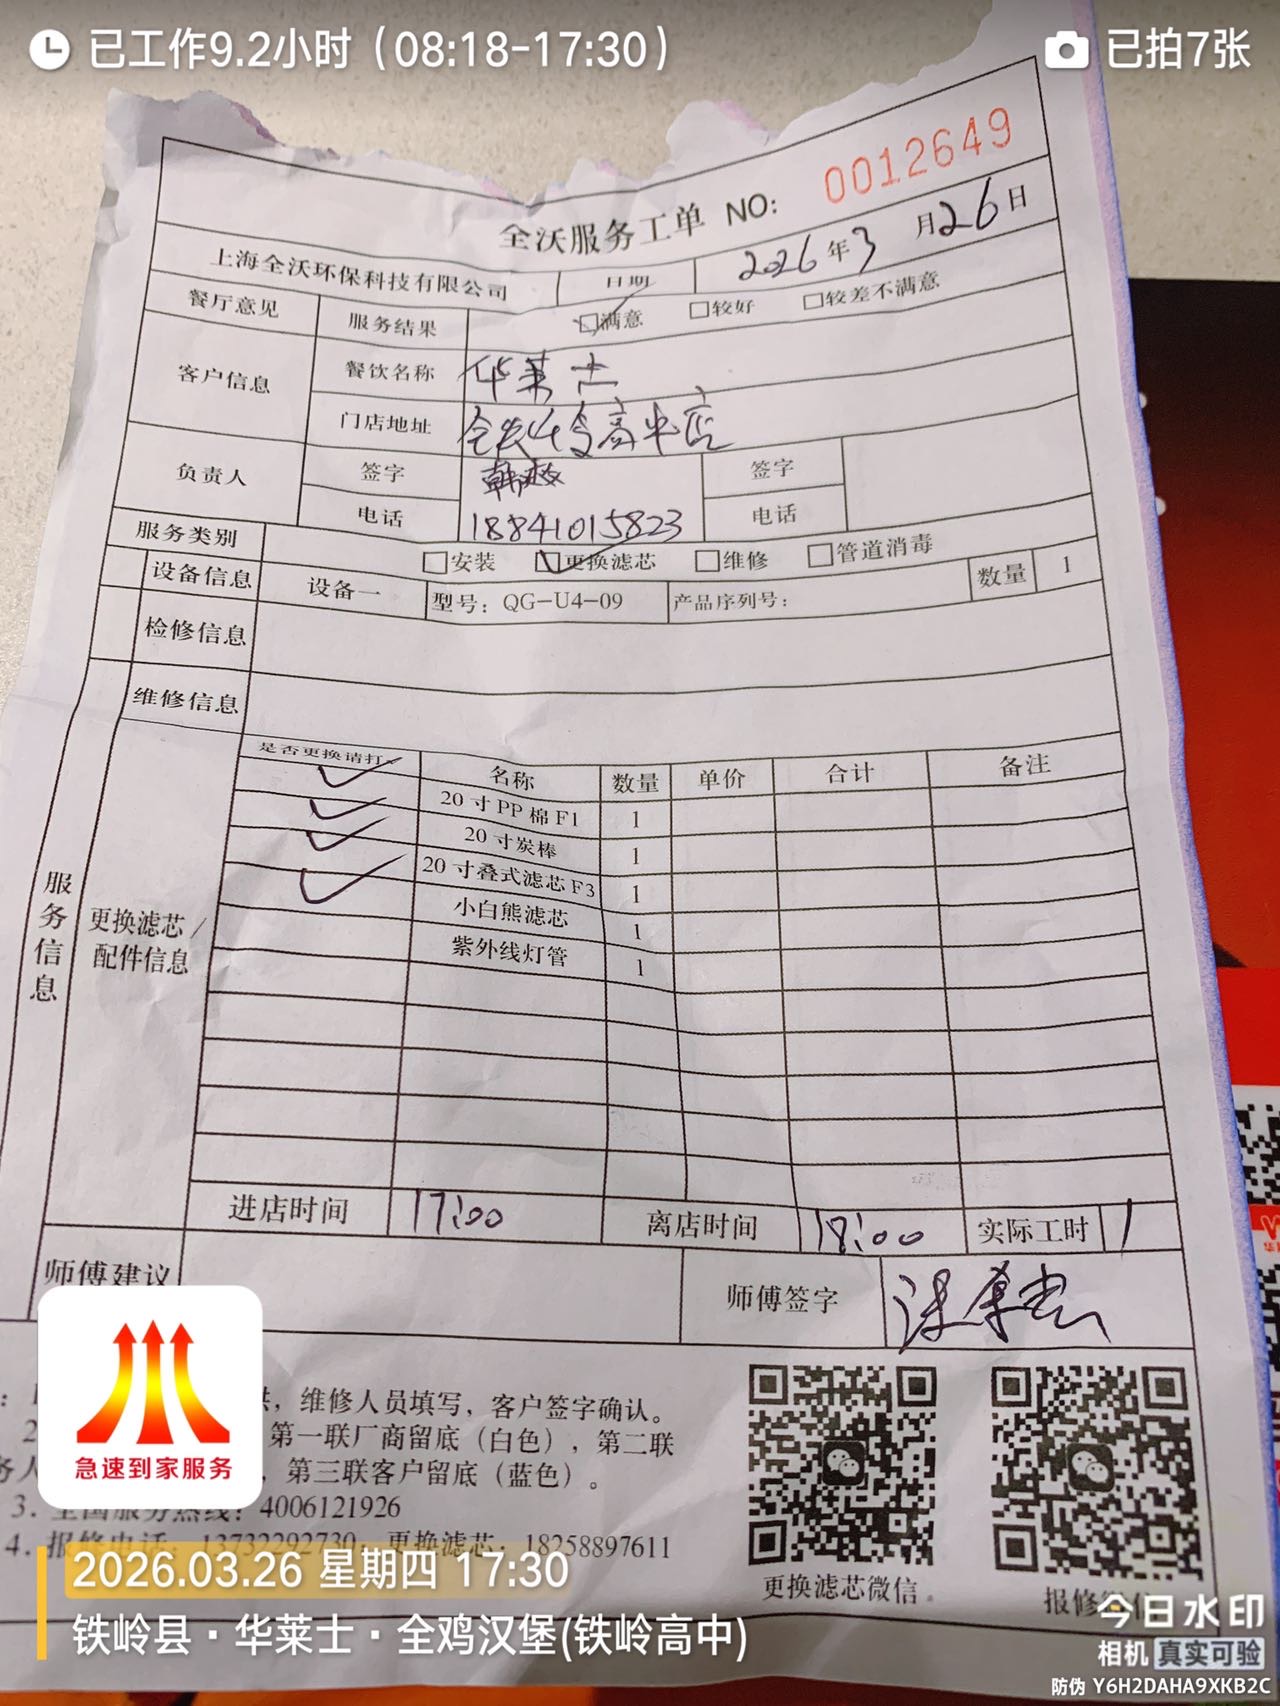 已工作9.2小时（08:18-17:30）
已拍7张
全沃服务工单 NO: 0012649
上海全沃环保科技有限公司 日期 2026年3月26日
餐厅意见 服务结果 满意 较好 较差不满意
客户信息 餐饮名称 华莱士
门店地址 高中店
负责人 签字 签字
电话 18841015823 电话
服务类别 安装 更换滤芯 维修 管道消毒
设备信息 设备一 型号：QG-U4-09 产品序列号： 数量 1
检修信息
维修信息
服务信息
更换滤芯/配件信息
是否更换请打✓ 名称 数量 单价 合计 备注
✓ 20寸PP棉F1 1
✓ 20寸炭棒 1
✓ 20寸叠式滤芯F3 1
✓ 小白熊滤芯 1
紫外线灯管 1
进店时间 17:00 离店时间 18:00 实际工时 1
师傅建议 师傅签字
，维修人员填写，客户签字确认。
第一联厂商留底（白色），第二联
，第三联客户留底（蓝色）。
3. 全国服务热线：4006121926
4. 报修电话：13732292730 更换滤芯：18258897611
更换滤芯微信。
报修
急速到家服务
2026.03.26 星期四 17:30
铁岭县·华莱士·全鸡汉堡(铁岭高中)
今日水印
相机 真实可验
防伪 Y6H2DAHA9XKB2C